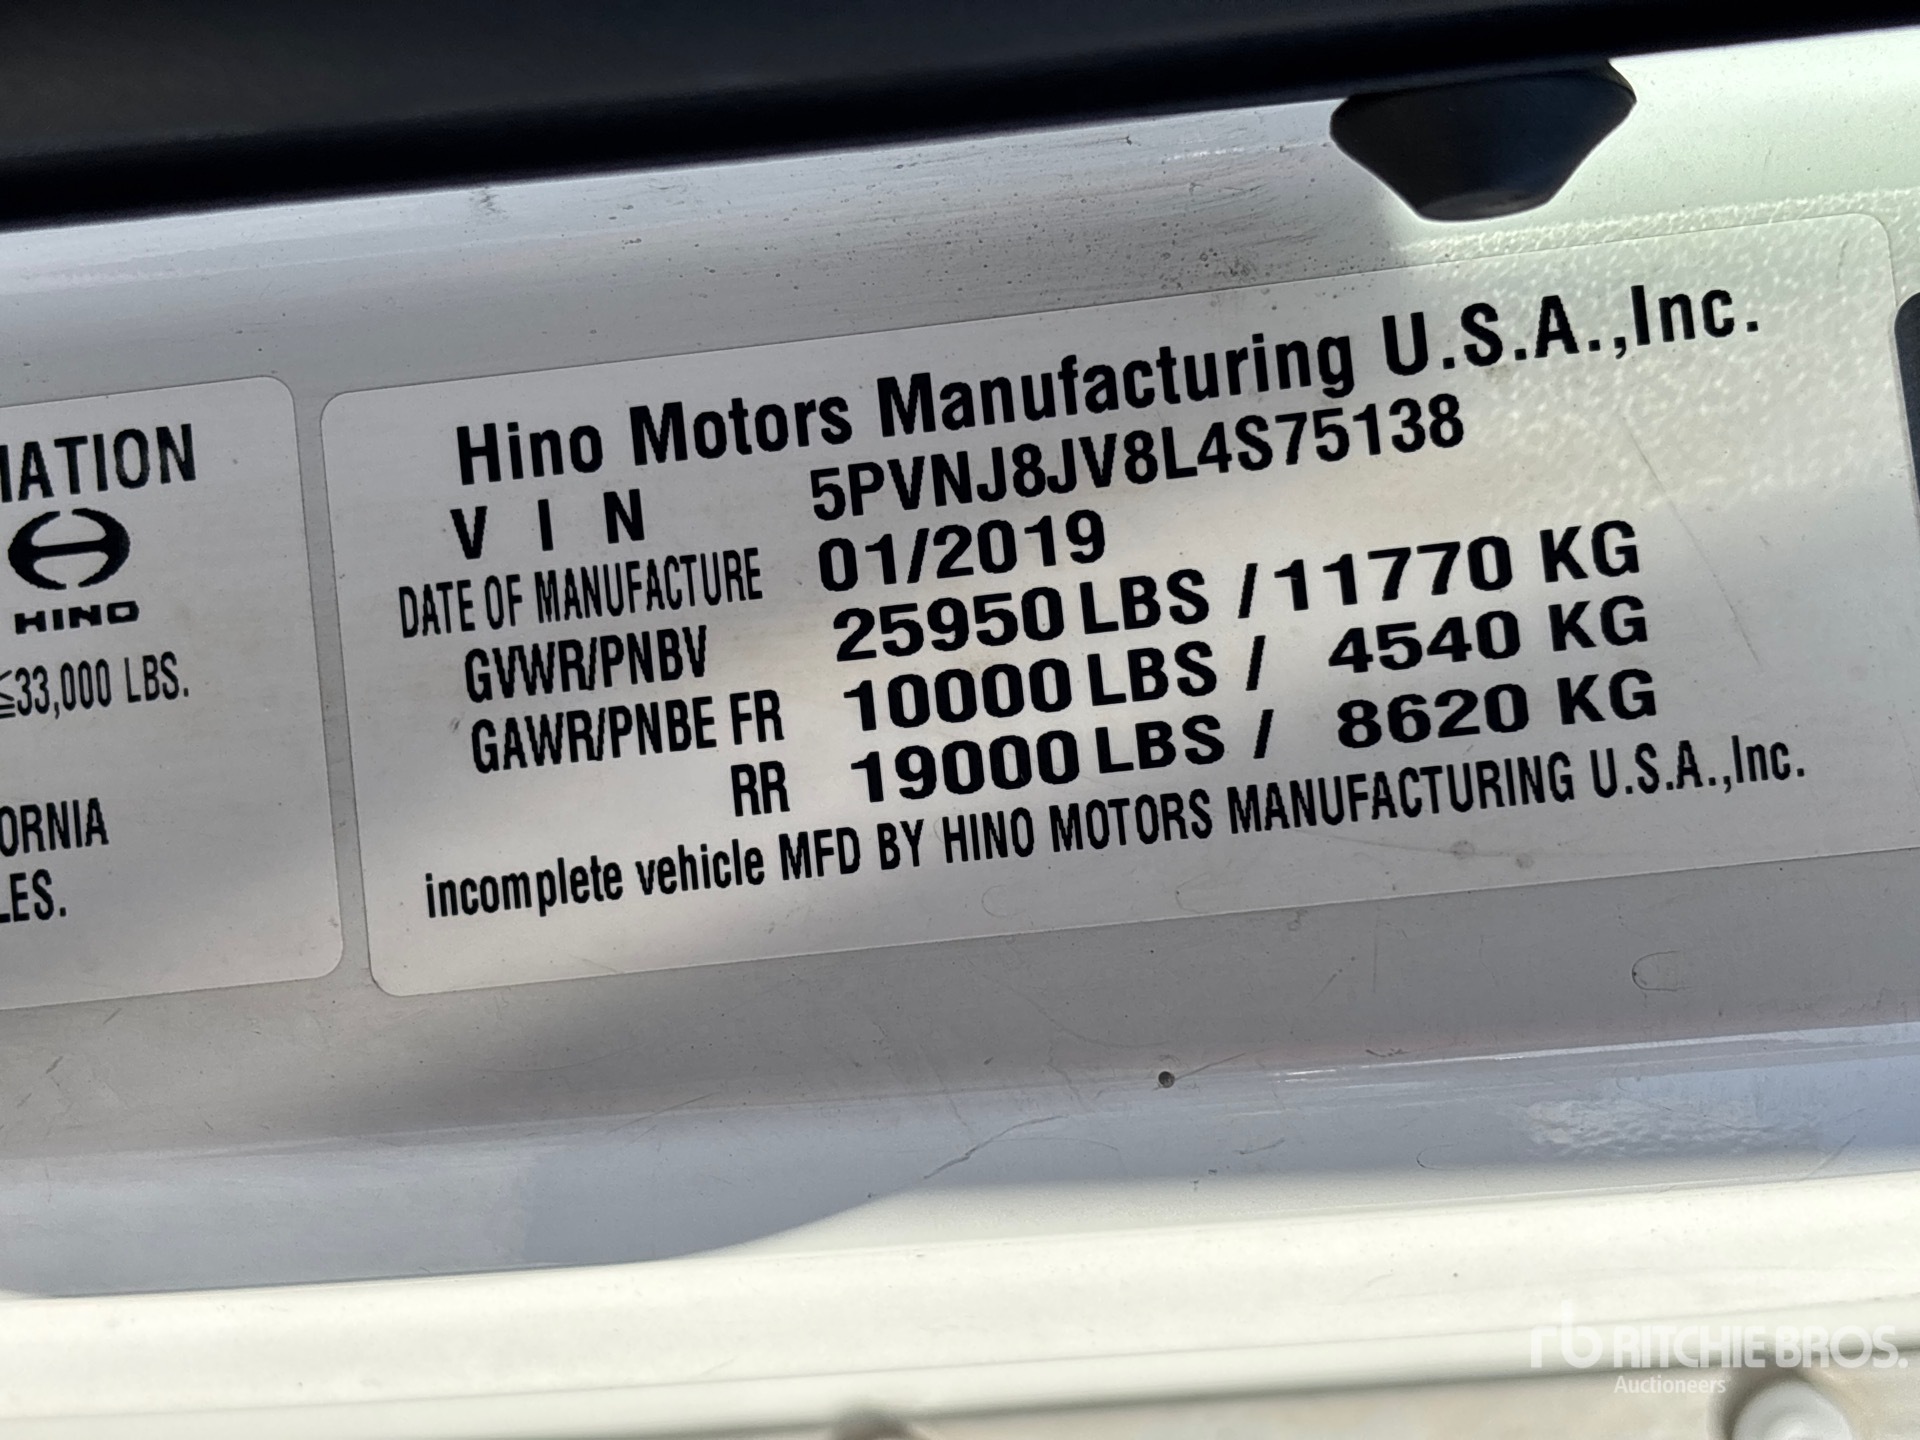 IATION
HINO
≦33,000 LBS.
ORNIA
LES.
Hino Motors Manufacturing U.S.A.,Inc.
V I N 5PVNJ8JV8L4S75138
DATE OF MANUFACTURE 01/2019
GVWR/PNBV 25950 LBS / 11770 KG
GAWR/PNBE FR 10000 LBS / 4540 KG
RR 19000 LBS / 8620 KG
incomplete vehicle MFD BY HINO MOTORS MANUFACTURING U.S.A.,Inc.
rb RITCHIE BROS.
Auctioneers